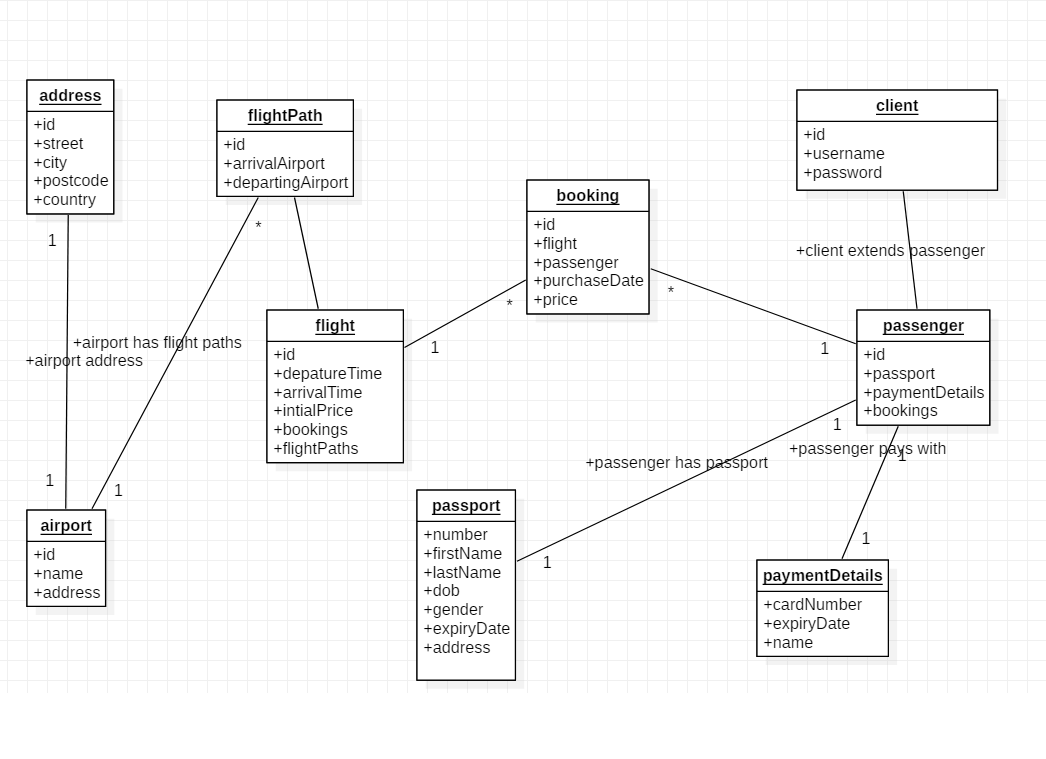 address
+id
+street
+city
+postcode
+country
1
+airport address
1
airport
+id
+name
+address
flightPath
+id
+arrivalAirport
+departingAirport
*
+airport has flight paths
1
flight
+id
+depatureTime
+arrivalTime
+intialPrice
+bookings
+flightPaths
1
*
booking
+id
+flight
+passenger
+purchaseDate
+price
*
1
client
+id
+username
+password
+client extends passenger
passenger
+id
+passport
+paymentDetails
+bookings
1
+passenger has passport
1
passport
+number
+firstName
+lastName
+dob
+gender
+expiryDate
+address
+passenger pays with
1
1
paymentDetails
+cardNumber
+expiryDate
+name